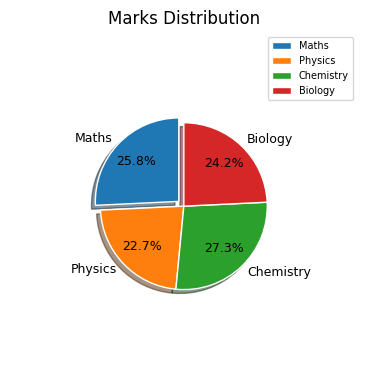 Marks Distribution
Maths
Physics
Chemistry
Biology
Maths
Biology
25.8%
24.2%
22.7%
27.3%
Physics
Chemistry